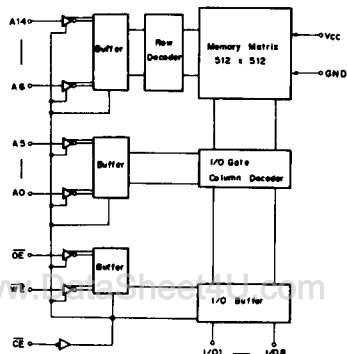 A14
Buffer
Row
Decoder
Memory Matrix
512 x 512
Vcc
GND
A6
A5
Buffer
I/O Gate
Column Decoder
A0
OE
Buffer
WE
www.DataSheet4U.com
I/O Buffer
CE
I/O1
I/O8